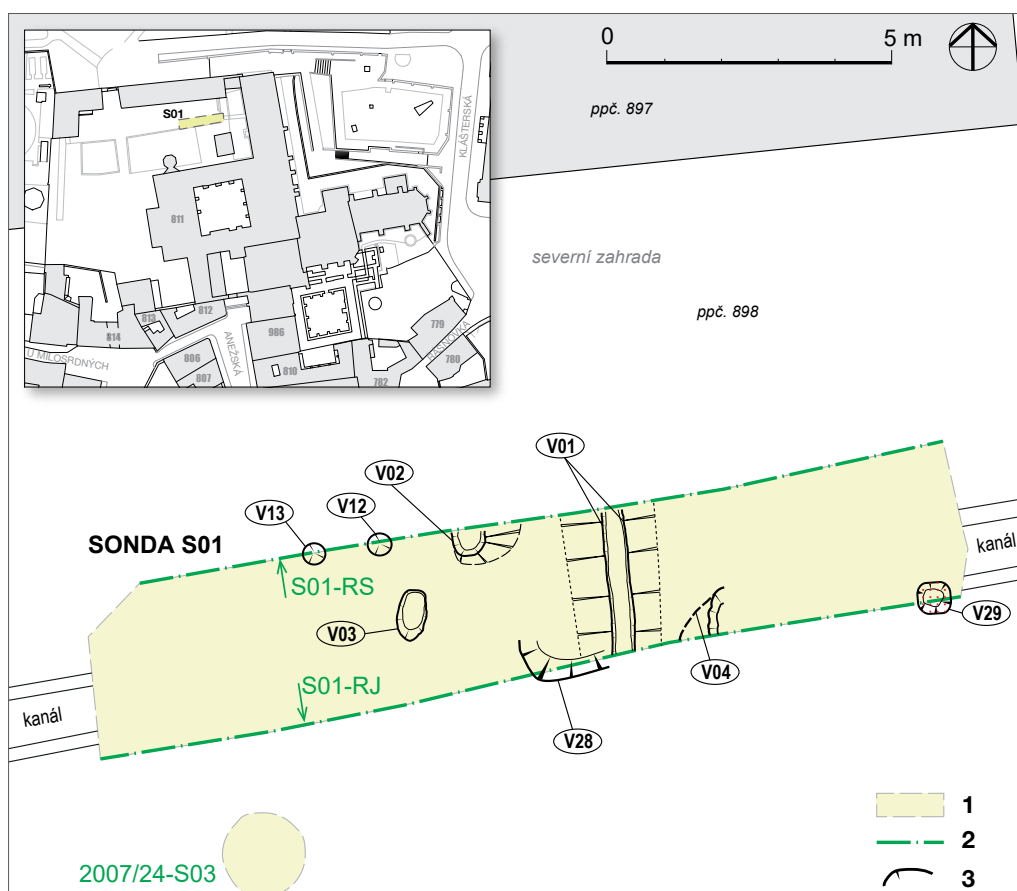 0 5 m
ppč. 897
S01
KLÁŠTERSKÁ
811
severní zahrada
ppč. 898
812
813
814
U MILOSRDNÝCH
ANEŽSKÁ
986
779
RÁSNOVKA
780
806
807
810
782
V01
V02
V12
V13
SONDA S01
kanál
S01-RS
V29
V03
V04
S01-RJ
kanál
V28
1
2
2007/24-S03
3